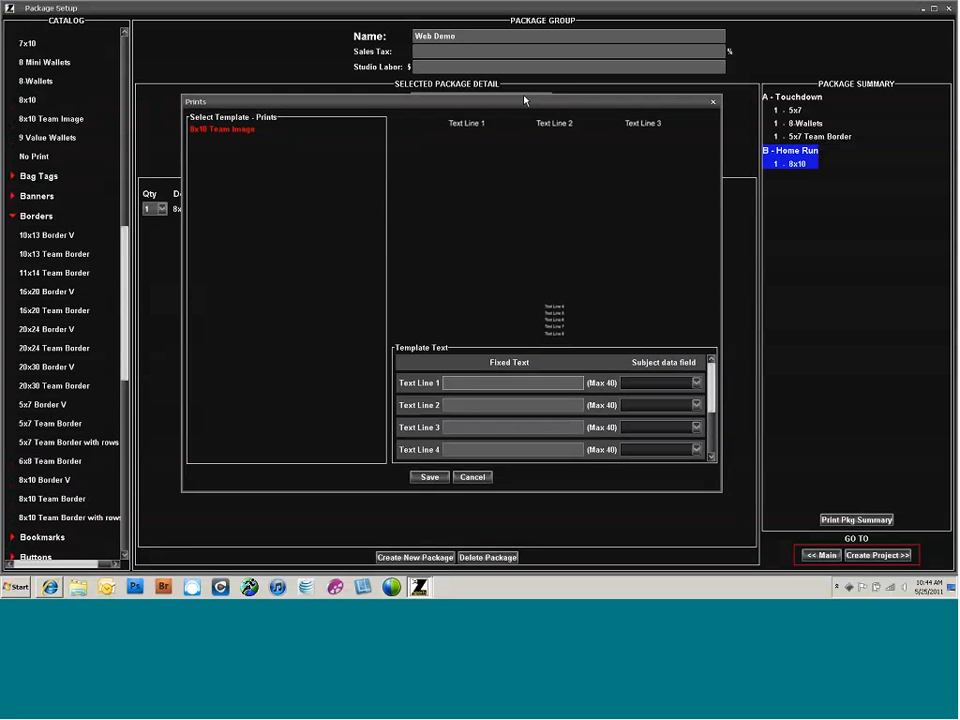 Package Setup
CATALOG
7x10
8 Mini Wallets
8-Wallets
8x10
8x10 Team Image
9 Value Wallets
No Print
Bag Tags
Banners
Borders
10x13 Border V
10x13 Team Border
11x14 Team Border
16x20 Border V
16x20 Team Border
20x24 Border V
20x24 Team Border
20x30 Border V
20x30 Team Border
5x7 Border V
5x7 Team Border
5x7 Team Border with rows
6x8 Team Border
8x10 Border V
8x10 Team Border
8x10 Team Border with rows
Bookmarks
Buttons
PACKAGE GROUP
Name: Web Demo
Sales Tax: %
Studio Labor: $
SELECTED PACKAGE DETAIL
Qty
1
Prints
Select Template - Prints
8x10 Team Image
Text Line 1 Text Line 2 Text Line 3
Text Line 4
Text Line 5
Text Line 6
Text Line 7
Text Line 8
Template Text
Fixed Text Subject data field
Text Line 1 (Max 40)
Text Line 2 (Max 40)
Text Line 3 (Max 40)
Text Line 4 (Max 40)
Save Cancel
Create New Package Delete Package
PACKAGE SUMMARY
A - Touchdown
1 - 5x7
1 - 8-Wallets
1 - 5x7 Team Border
B - Home Run
1 - 8x10
Print Pkg Summary
GO TO
<< Main Create Project >>
Start
Ps
Br
10:44 AM
5/25/2011